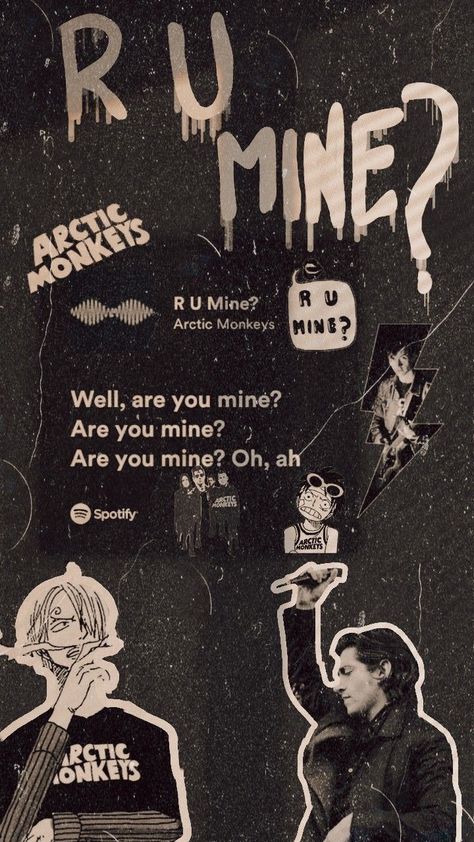 R U
MINE?
ARCTIC
MONKEYS
R U Mine?
Arctic Monkeys
R U
MINE?
Well, are you mine?
Are you mine?
Are you mine? Oh, ah
Spotify
ARCTIC
MONKEYS
ARCTIC
MONKEYS
ARCTIC
MONKEYS